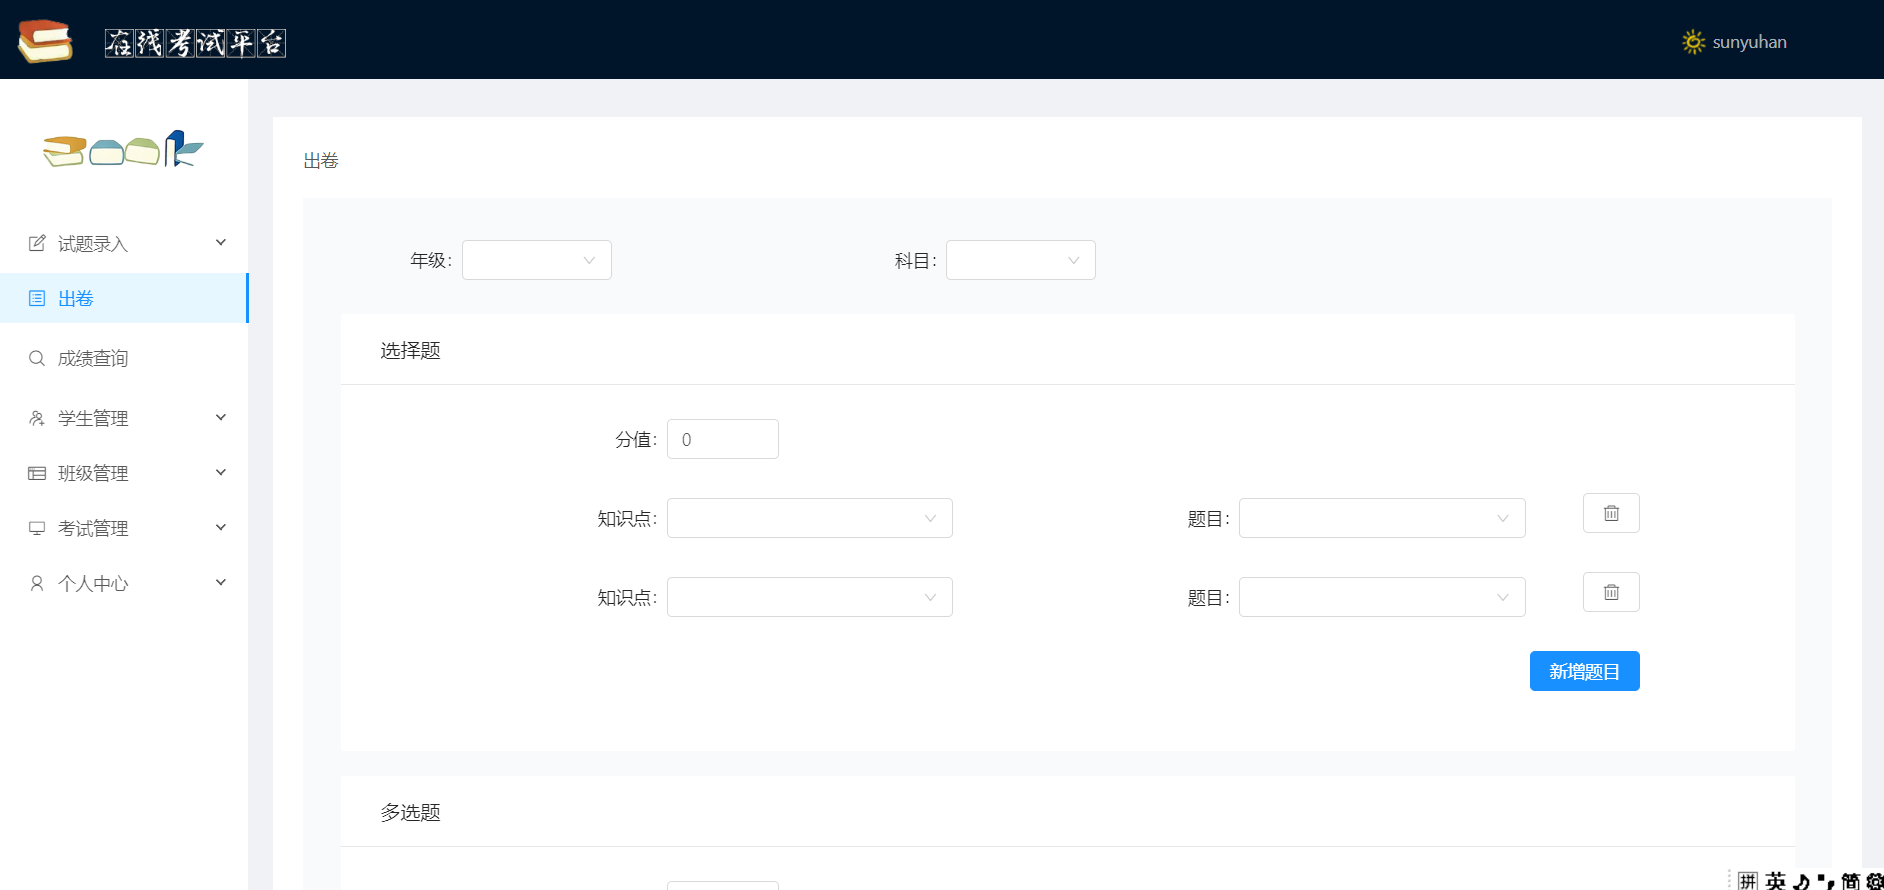 在线考试平台
sunyuhan
book
试题录入
出卷
成绩查询
学生管理
班级管理
考试管理
个人中心
出卷
年级: 科目:
选择题
分值: 0
知识点: 题目:
知识点: 题目:
新增题目
多选题
拼 英 简